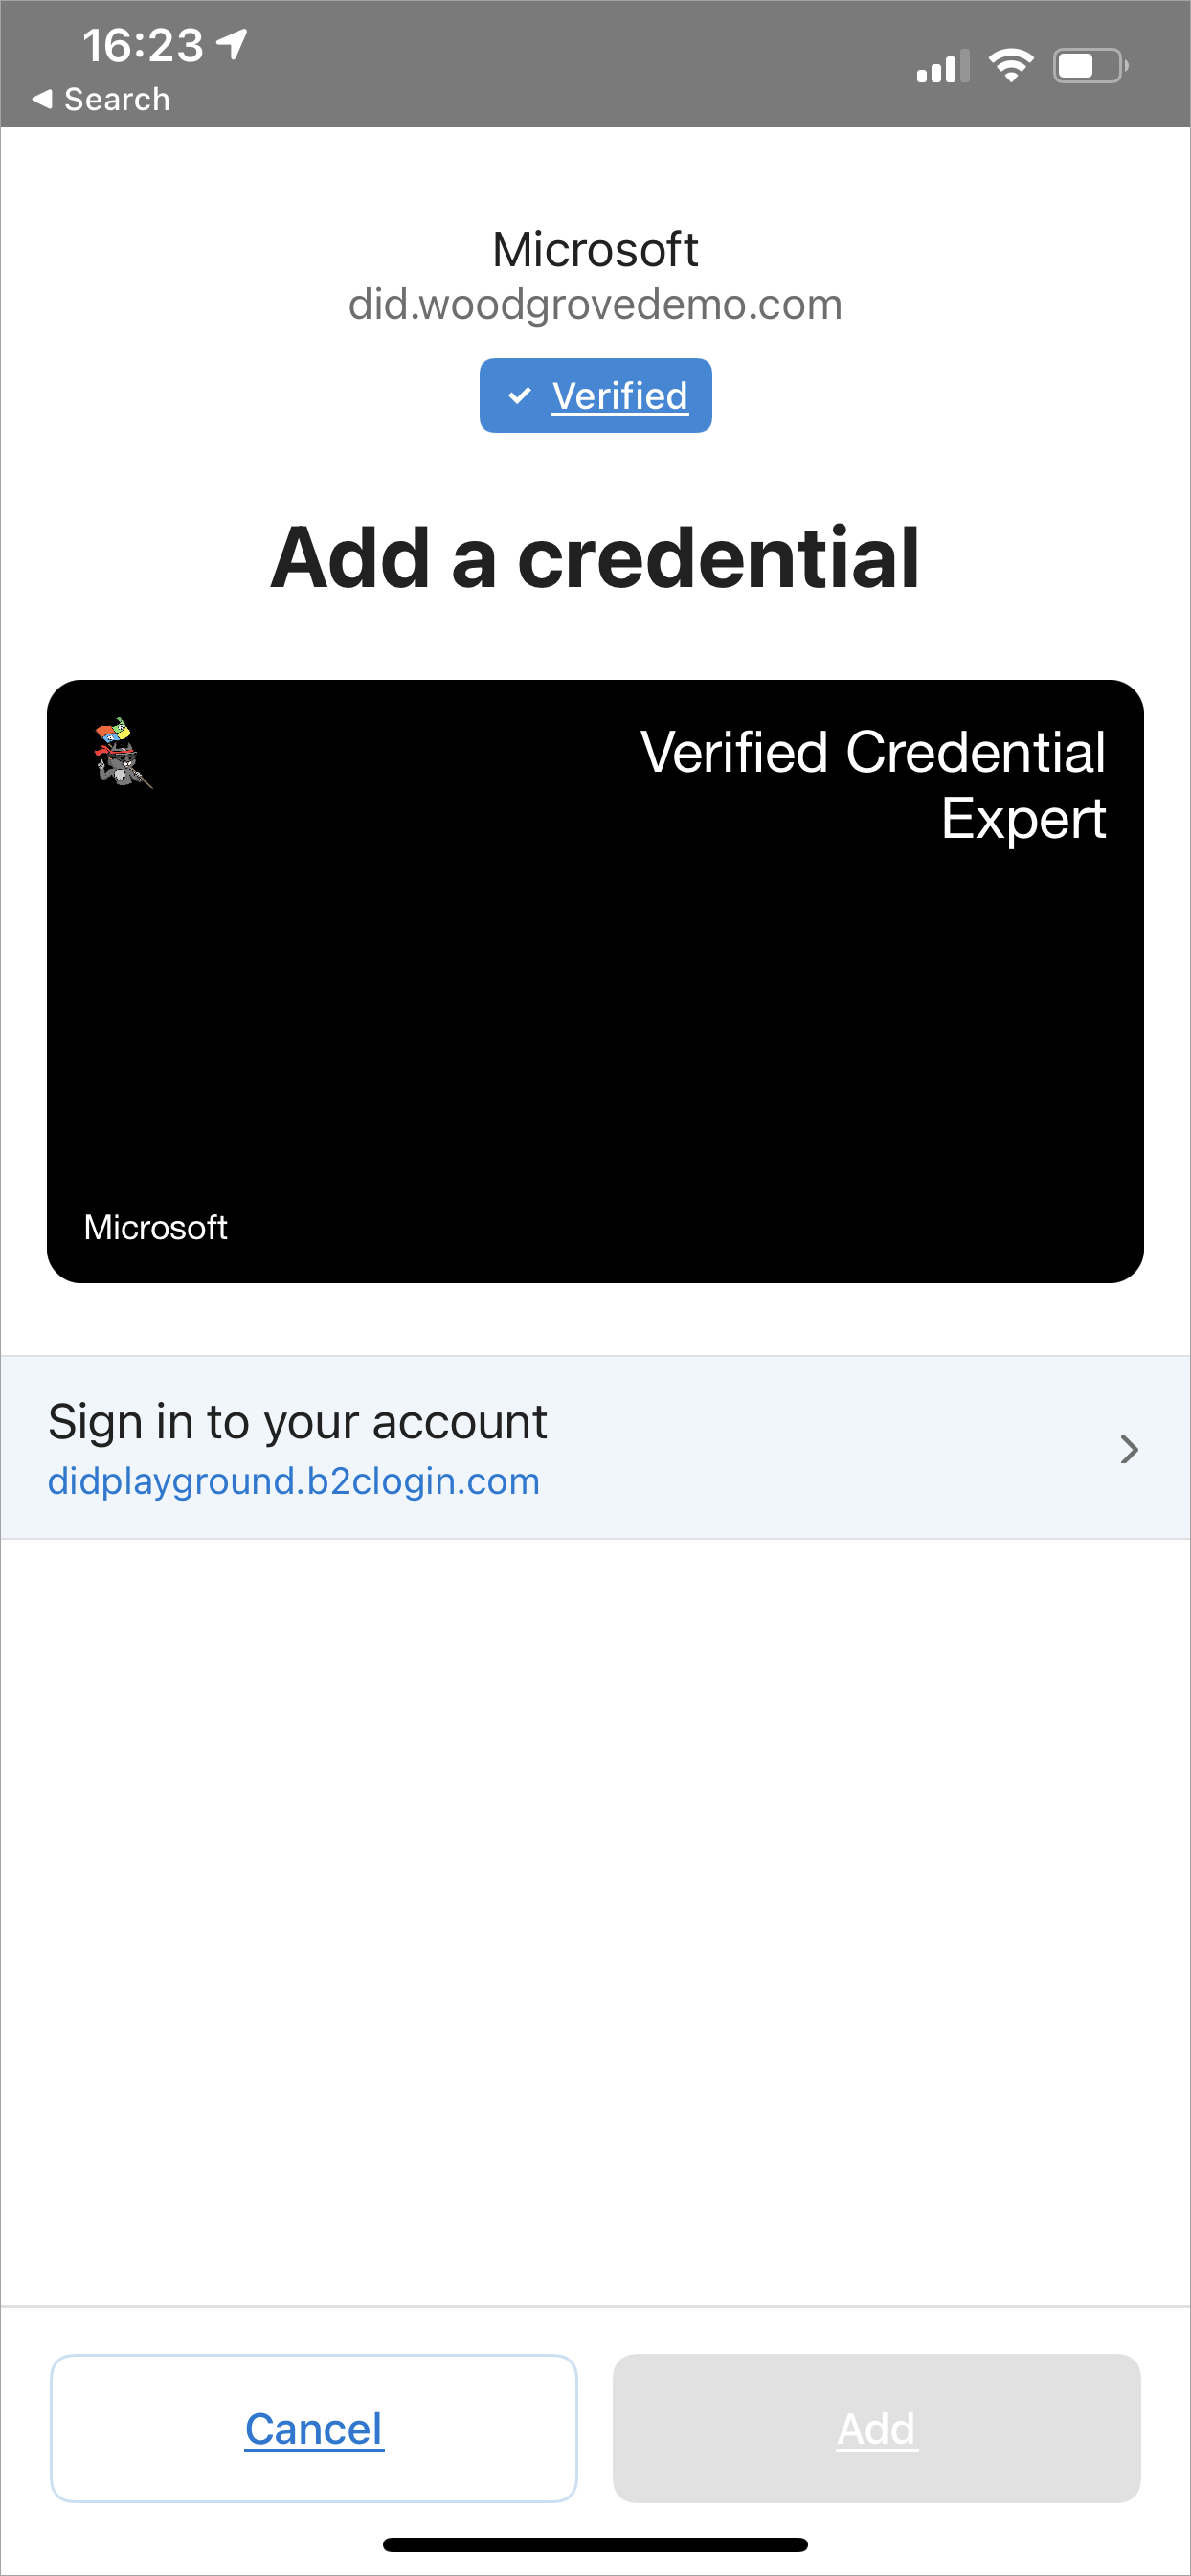 16:23
Search
Microsoft
did.woodgrovedemo.com
Verified
Add a credential
Verified Credential
Expert
Microsoft
Sign in to your account
didplayground.b2clogin.com
Cancel
Add